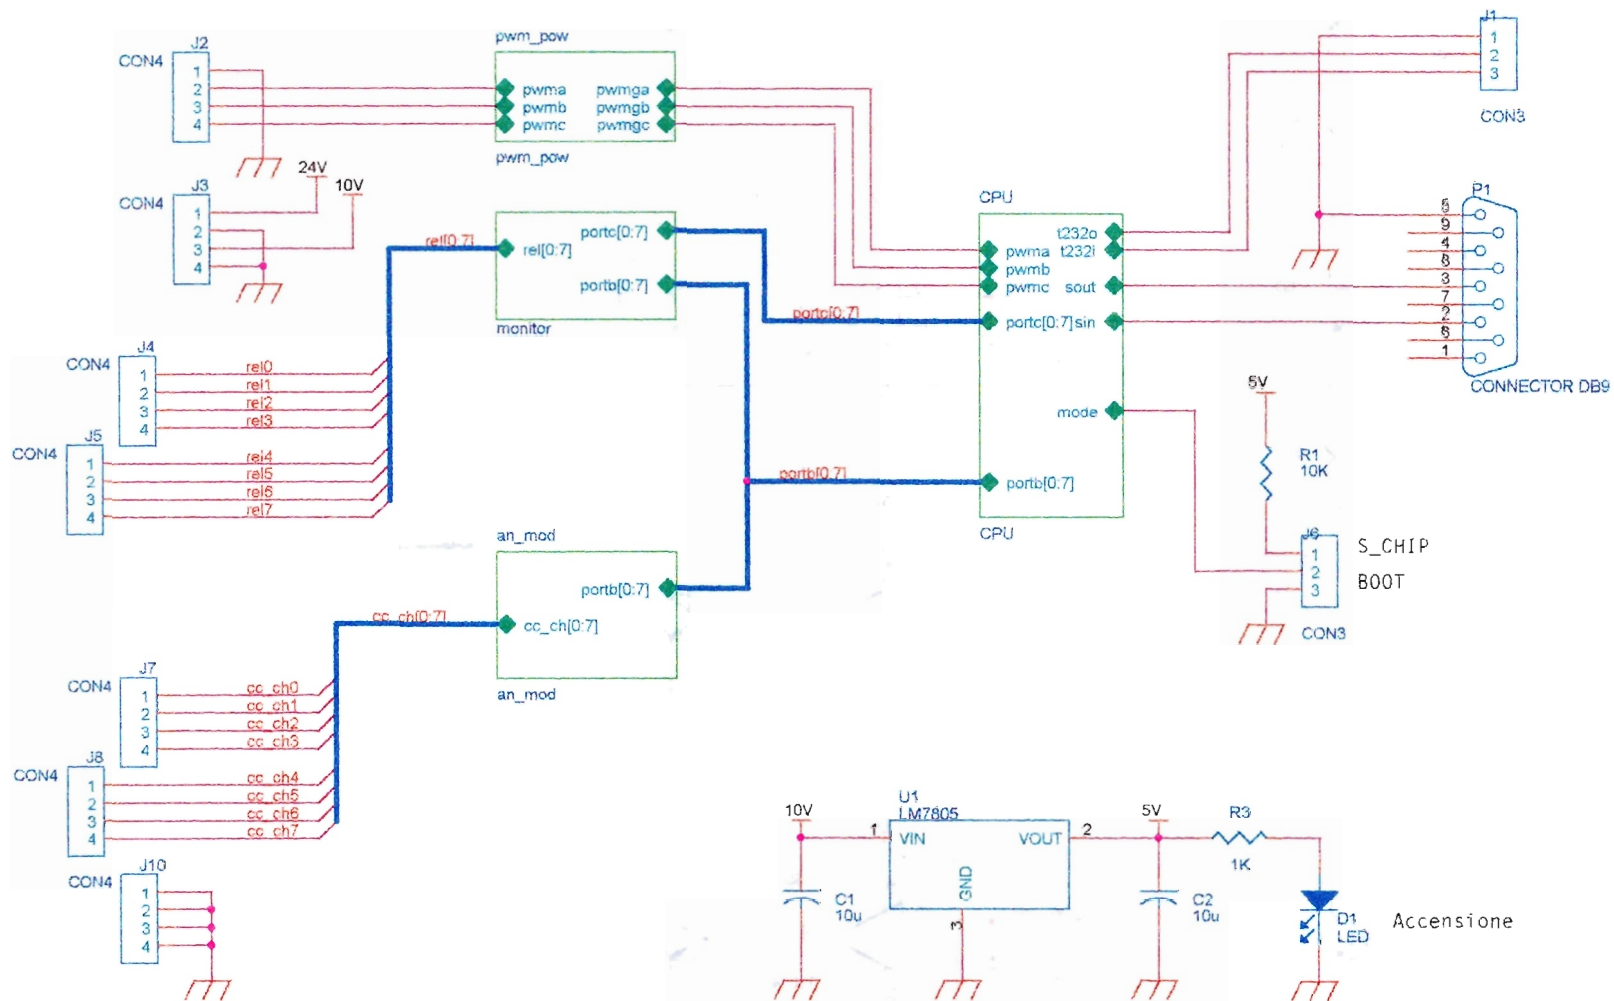 J2
CON4
1
2
3
4
pwm_pow
pwma pwmga
pwmb pwmgb
pwmc pwmgc
pwm_pow
J1
1
2
3
CON3
24V
10V
J3
CON4
1
2
3
4
rel[0:7]
portc[0:7]
rel[0:7]
portb[0:7]
monitor
CPU
t232o
pwma t232i
pwmb
pwmc sout
portc[0:7] sin
mode
portb[0:7]
CPU
portc[0:7]
portb[0:7]
P1
5
9
4
8
3
7
2
6
1
CONNECTOR DB9
J4
CON4
1 rel0
2 rel1
3 rel2
4 rel3
J5
CON4
1 rel4
2 rel5
3 rel6
4 rel7
5V
R1
10K
J6
1
2
3
S_CHIP
BOOT
CON3
an_mod
portb[0:7]
cc_ch[0:7]
cc_ch[0:7]
an_mod
J7
CON4
1 cc_ch0
2 cc_ch1
3 cc_ch2
4 cc_ch3
J8
CON4
1 cc_ch4
2 cc_ch5
3 cc_ch6
4 cc_ch7
J10
CON4
1
2
3
4
10V
U1
LM7805
1 VIN VOUT 2
GND
3
C1
10u
5V
C2
10u
R3
1K
D1
LED
Accensione